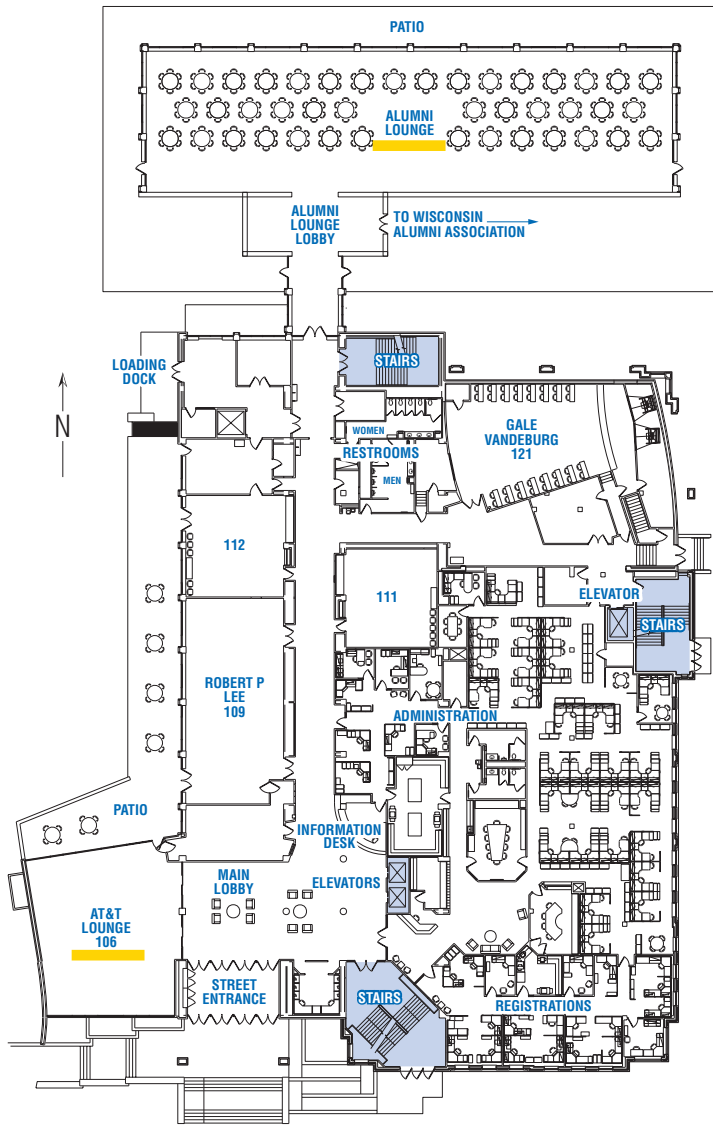 PATIO
ALUMNI
LOUNGE
ALUMNI
LOUNGE
LOBBY
TO WISCONSIN
ALUMNI ASSOCIATION
LOADING
DOCK
STAIRS
N
GALE
VANDEBURG
121
WOMEN
RESTROOMS
MEN
112
111
ELEVATOR
STAIRS
ROBERT P
LEE
109
ADMINISTRATION
PATIO
INFORMATION
DESK
MAIN
LOBBY
ELEVATORS
AT&T
LOUNGE
106
STREET
ENTRANCE
STAIRS
REGISTRATIONS